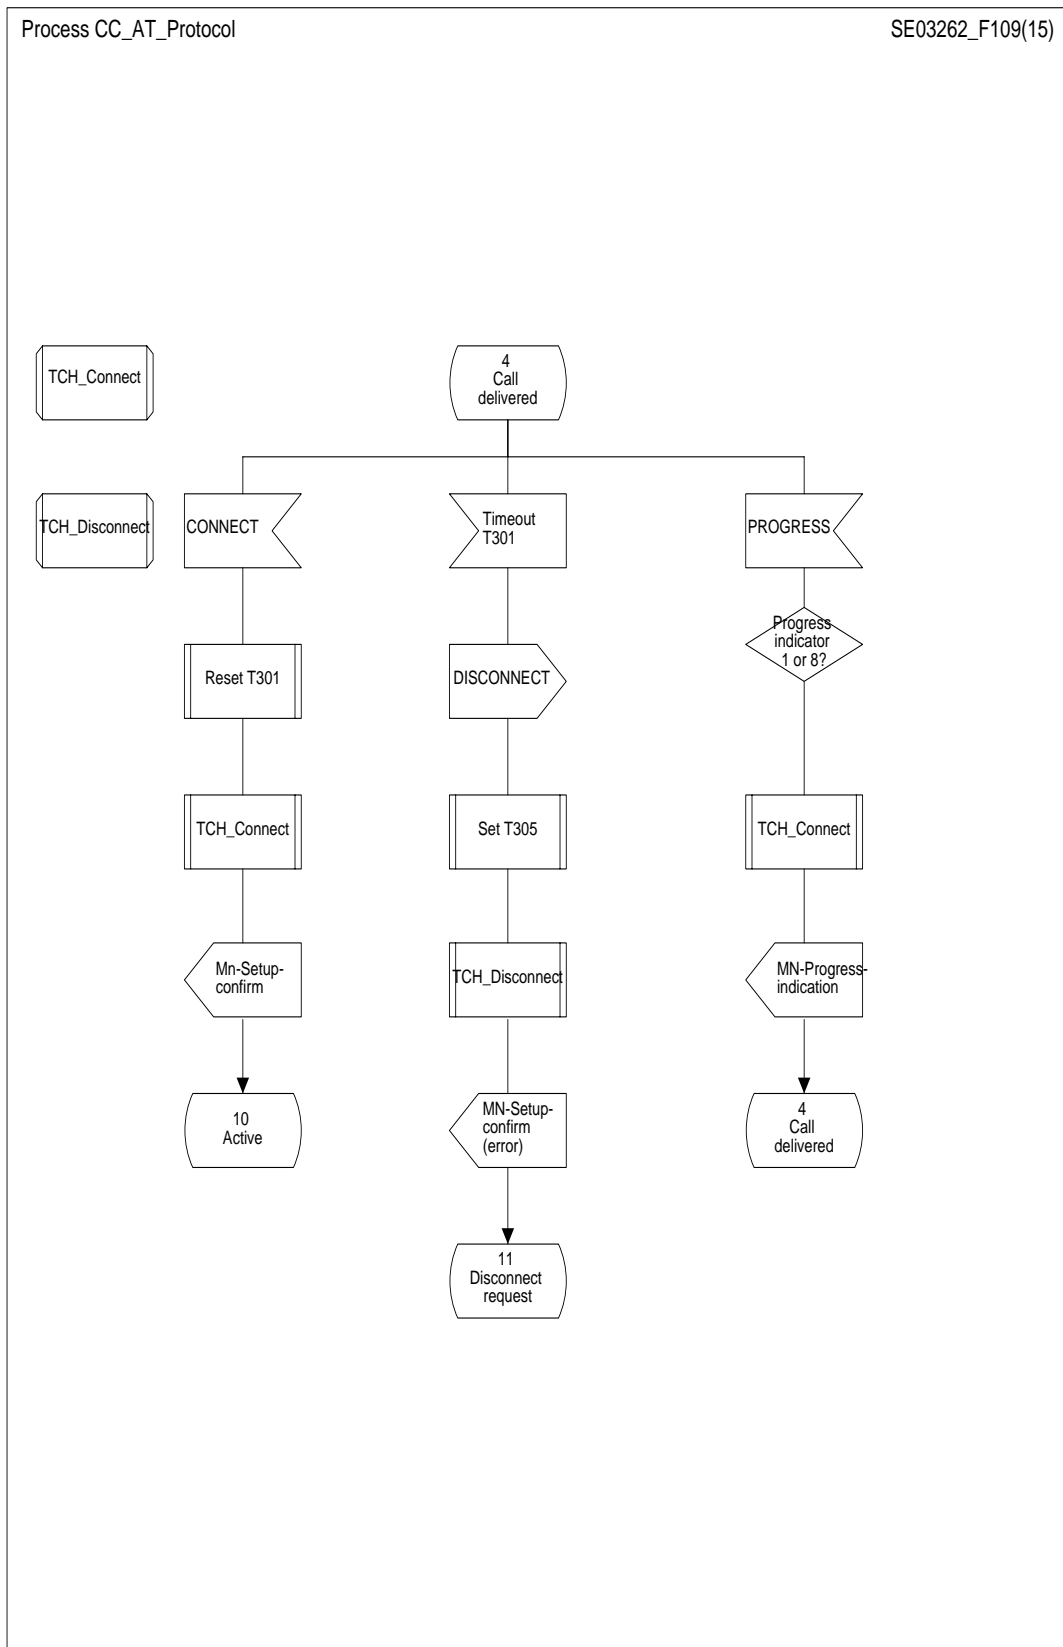 Process CC_AT_Protocol
SE03262_F109(15)
TCH_Connect
4
Call
delivered
TCH_Disconnect
CONNECT
Timeout
T301
PROGRESS
Progress
indicator
1 or 8?
Reset T301
DISCONNECT
TCH_Connect
Set T305
TCH_Connect
Mn-Setup-
confirm
TCH_Disconnect
MN-Progress-
indication
10
Active
MN-Setup-
confirm
(error)
4
Call
delivered
11
Disconnect
request